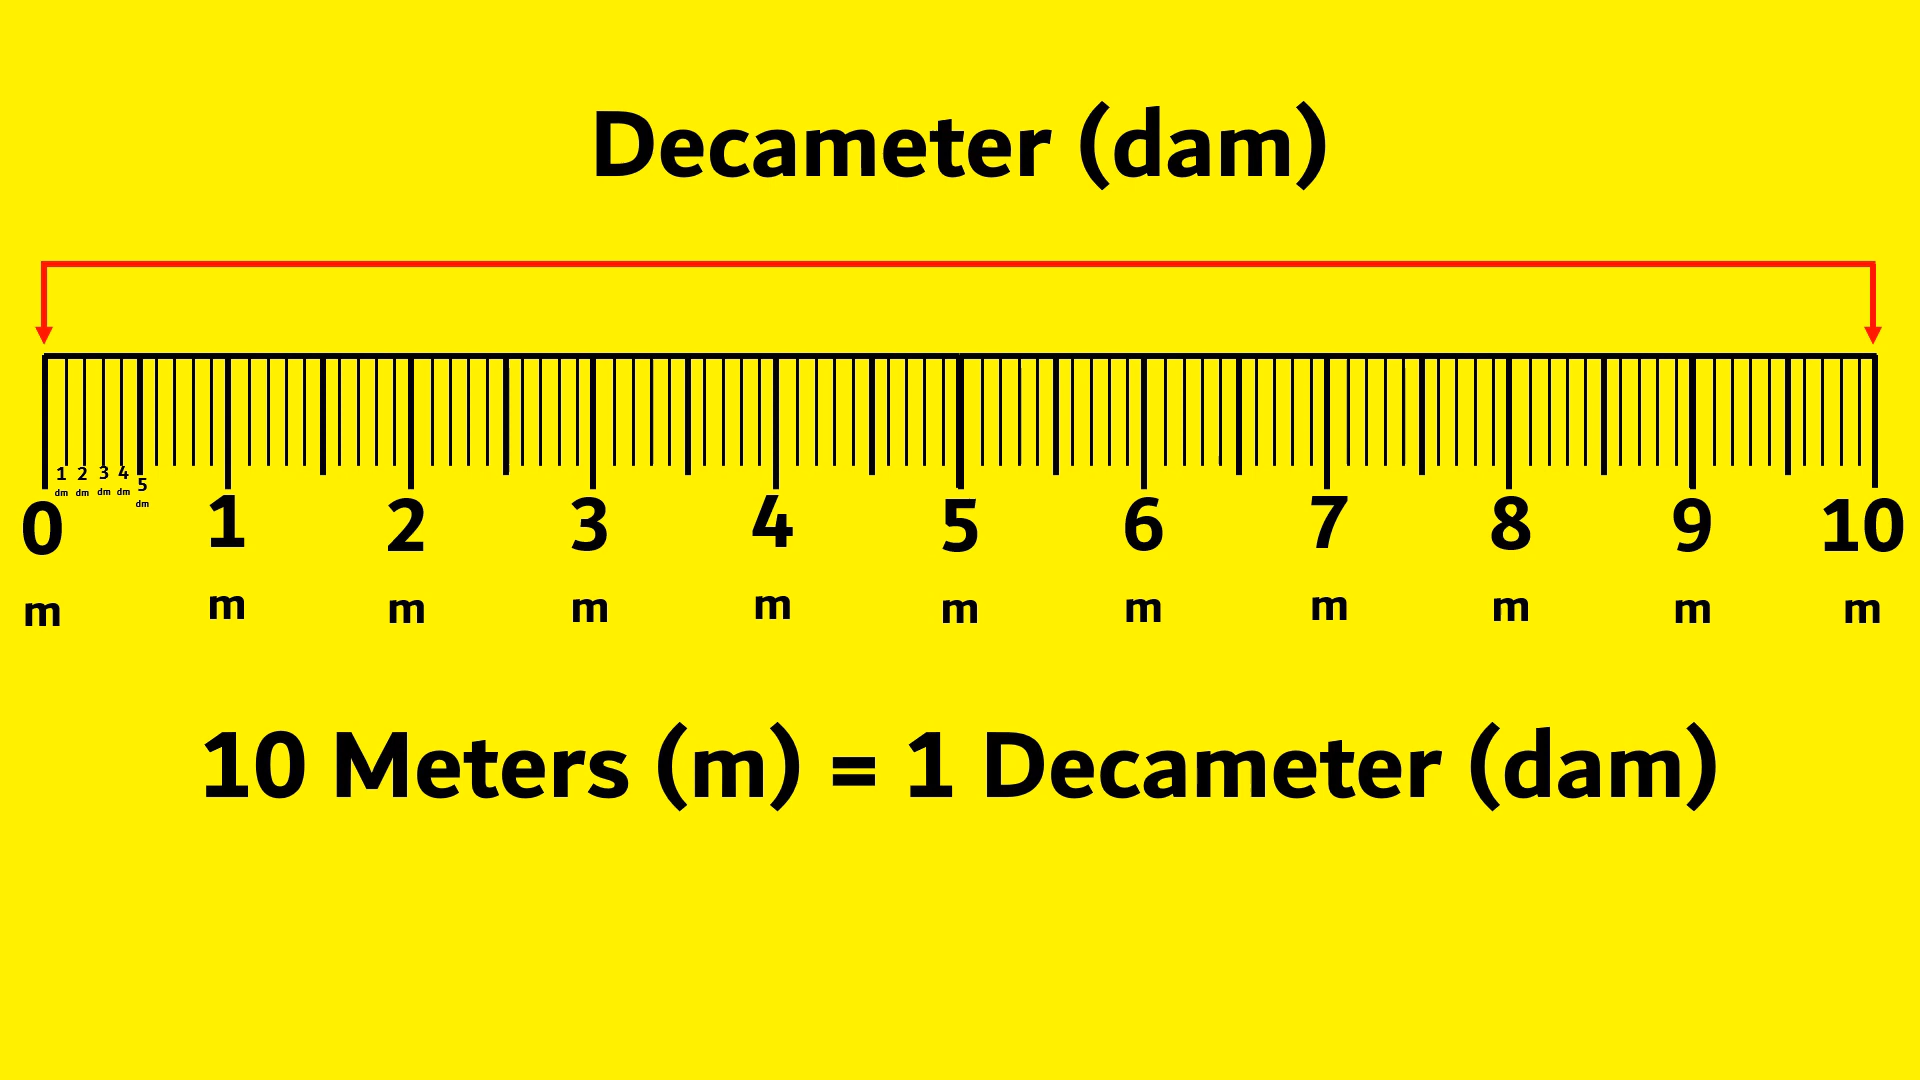 Decameter (dam)
1 2 3 4 5
dm dm dm dm dm
0 1 2 3 4 5 6 7 8 9 10
m m m m m m m m m m m
10 Meters (m) = 1 Decameter (dam)